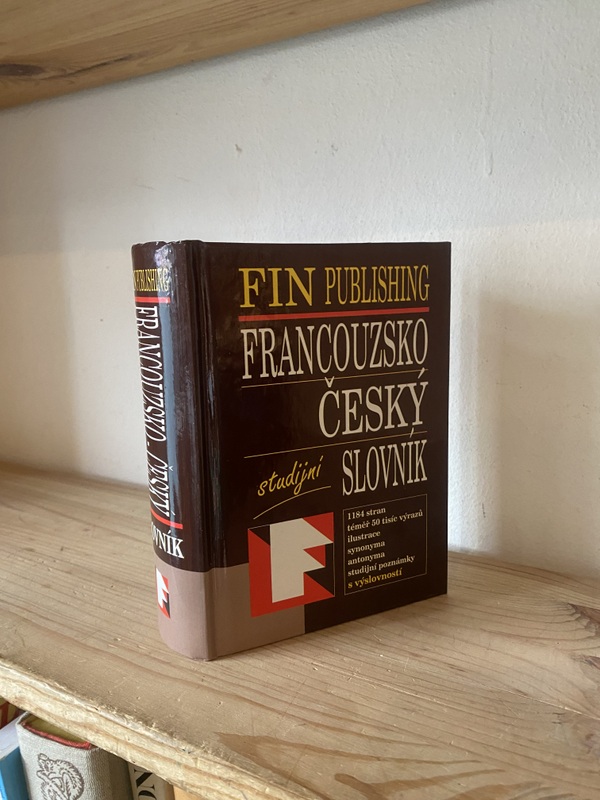 FIN PUBLISHING
FRANCOUZSKO
ČESKÝ
studijní
SLOVNÍK
1184 stran
téměř 50 tisíc výrazů
ilustrace
synonyma
antonyma
studijní poznámky
s výslovností
PUBLISHING
FRANCOUZSKO-ČESKÝ
SLOVNÍK